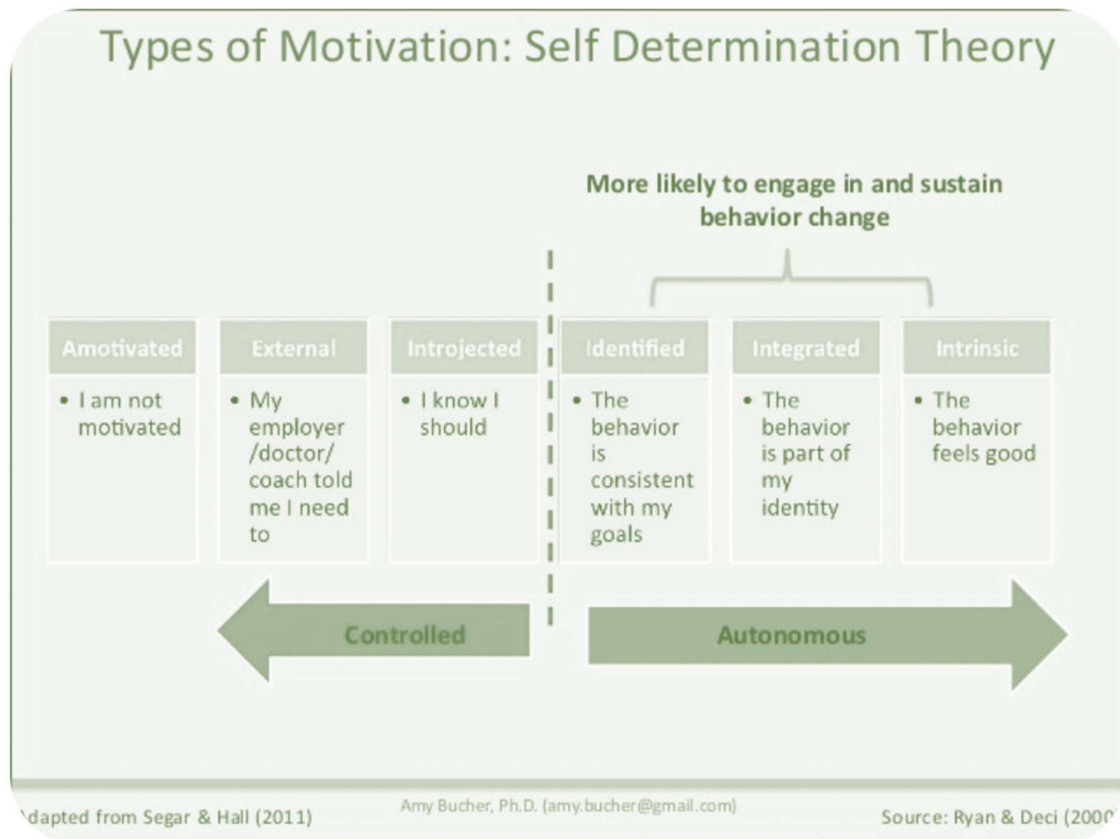 Types of Motivation: Self Determination Theory
More likely to engage in and sustain
behavior change
Amotivated
• I am not
motivated
External
• My
employer
/doctor/
coach told
me I need
to
Introjected
• I know I
should
Identified
• The
behavior
is
consistent
with my
goals
Integrated
• The
behavior
is part of
my
identity
Intrinsic
• The
behavior
feels good
Controlled
Autonomous
dapted from Segar & Hall (2011)
Amy Bucher, Ph.D. (amy.bucher@gmail.com)
Source: Ryan & Deci (2000